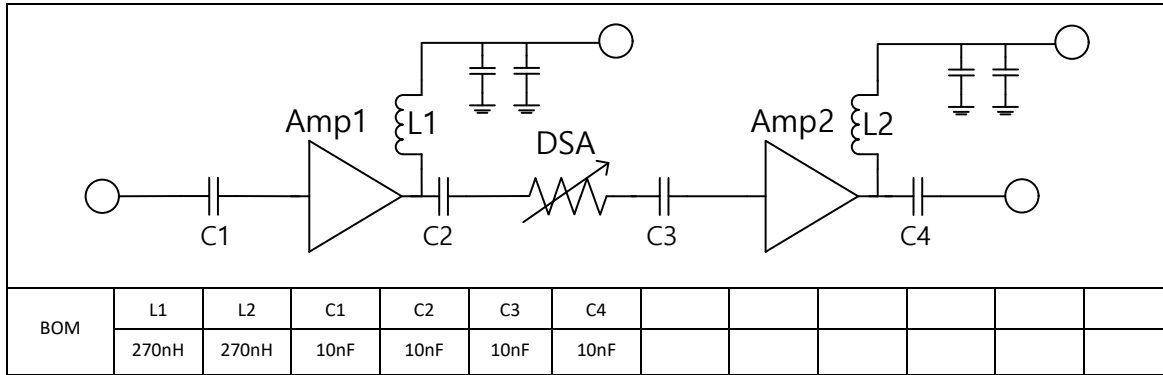 Amp1
L1
DSA
Amp2
L2
C1
C2
C3
C4
BOM L1 L2 C1 C2 C3 C4
270nH 270nH 10nF 10nF 10nF 10nF